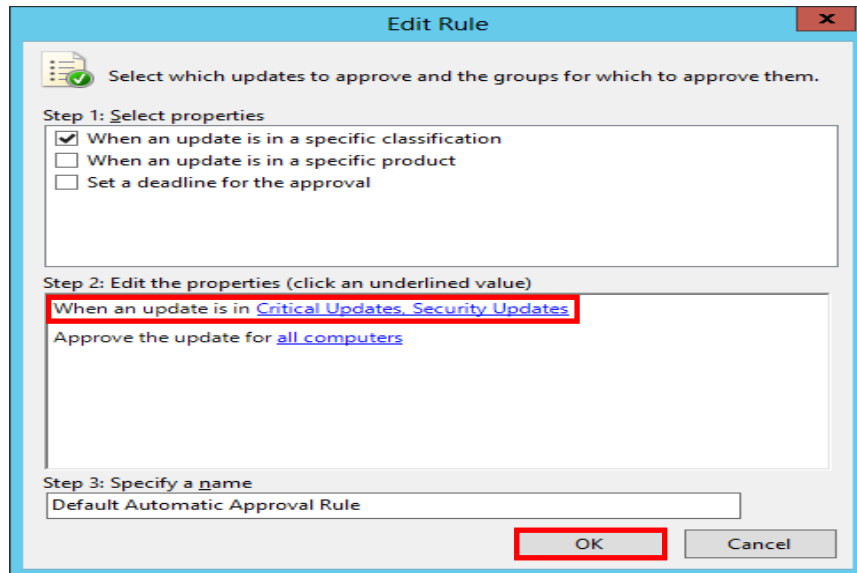 Edit Rule
x
Select which updates to approve and the groups for which to approve them.
Step 1: Select properties
When an update is in a specific classification
When an update is in a specific product
Set a deadline for the approval
Step 2: Edit the properties (click an underlined value)
When an update is in Critical Updates, Security Updates
Approve the update for all computers
Step 3: Specify a name
Default Automatic Approval Rule
OK Cancel